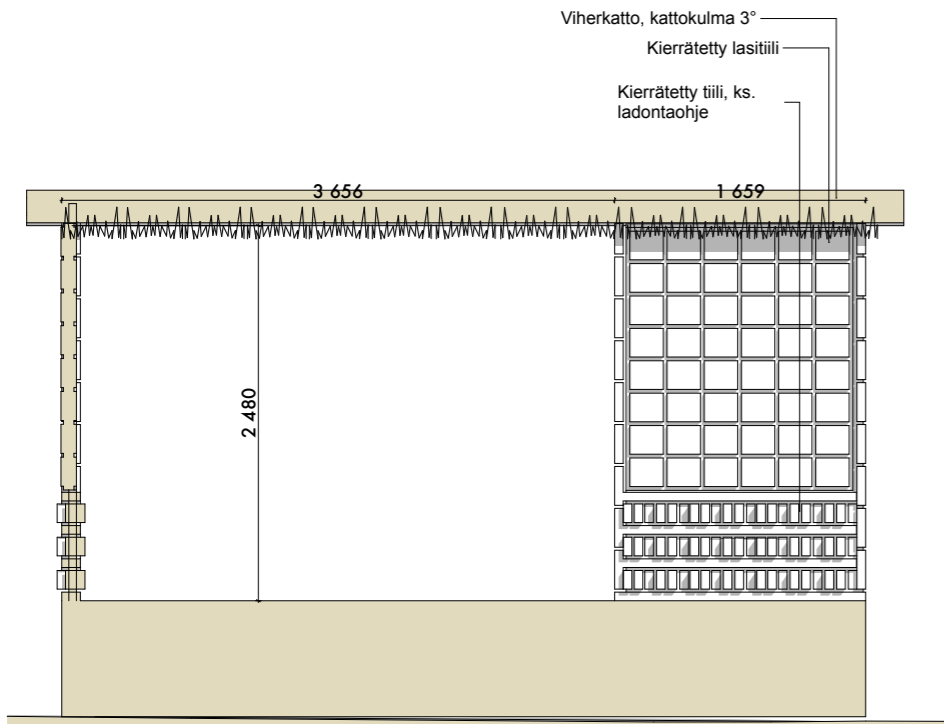 Viherkatto, kattokulma 3°
Kierrätetty lasitiili
Kierrätetty tiili, ks.
ladontaohje
3 656
1 659
2 480